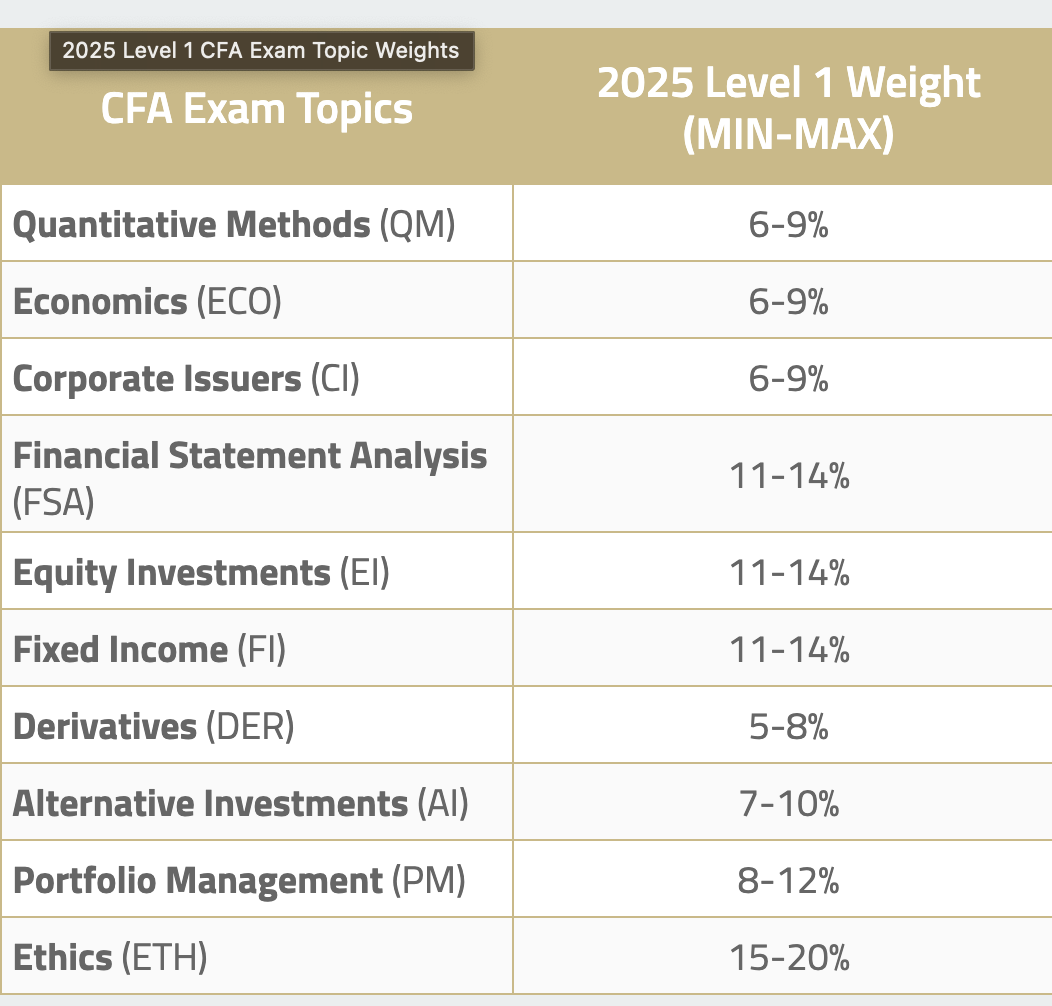 2025 Level 1 CFA Exam Topic Weights
CFA Exam Topics
2025 Level 1 Weight
(MIN-MAX)
Quantitative Methods (QM)
6-9%
Economics (ECO)
6-9%
Corporate Issuers (CI)
6-9%
Financial Statement Analysis
(FSA)
11-14%
Equity Investments (EI)
11-14%
Fixed Income (FI)
11-14%
Derivatives (DER)
5-8%
Alternative Investments (AI)
7-10%
Portfolio Management (PM)
8-12%
Ethics (ETH)
15-20%